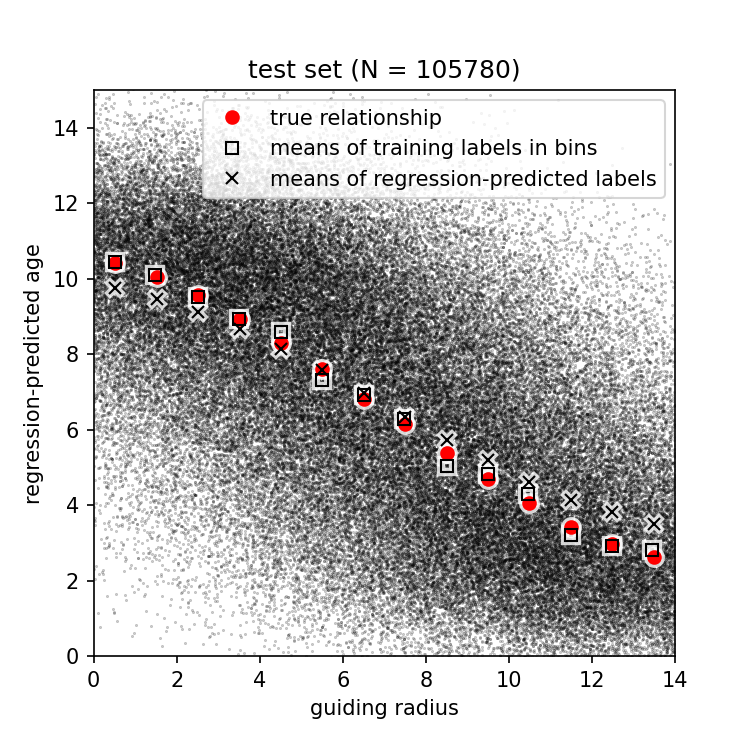 test set (N = 105780)
true relationship
means of training labels in bins
means of regression-predicted labels
regression-predicted age
14
12
10
8
6
4
2
0
0 2 4 6 8 10 12 14
guiding radius